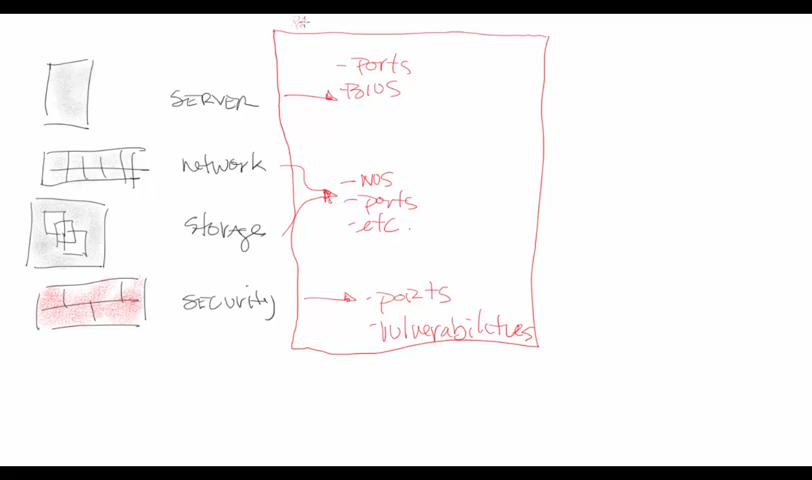 - Ports
SERVER
- BIOS
network
- NOS
- ports
Storage
- etc.
Security
- ports
- vulnerabilities